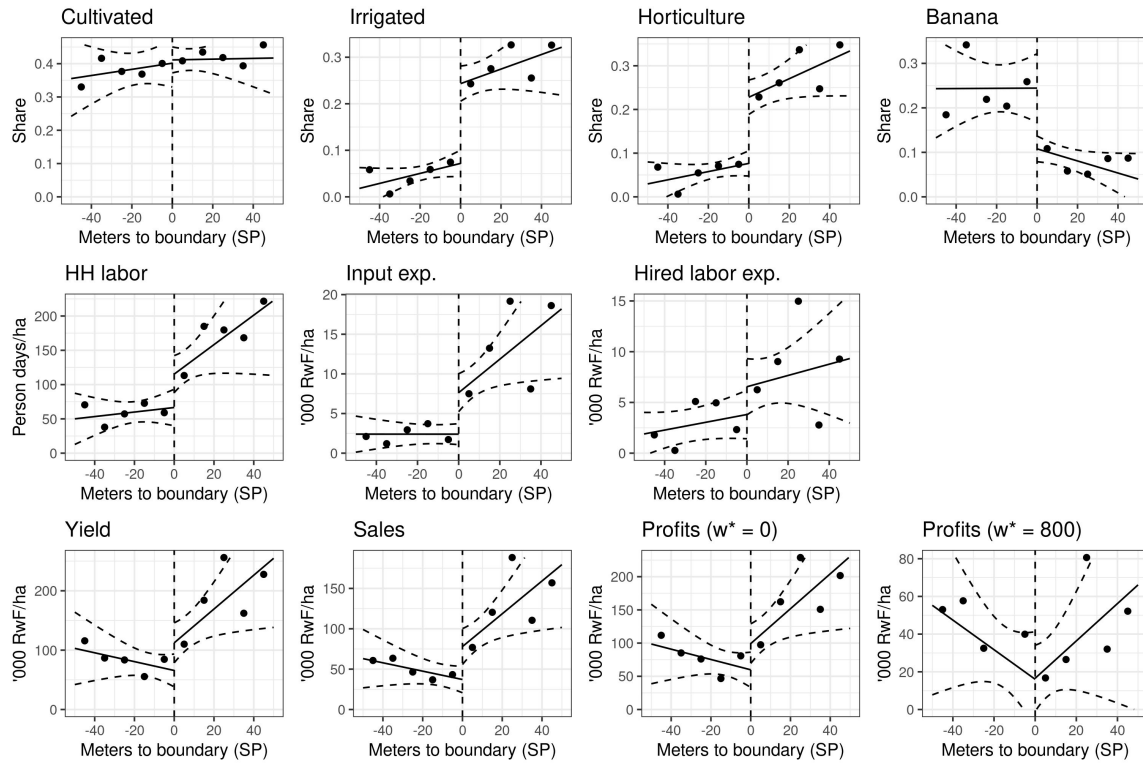 Cultivated
Irrigated
Horticulture
Banana
Share
0.4
0.3
0.2
0.1
0.0
-40 -20 0 20 40
Meters to boundary (SP)
Share
0.3
0.2
0.1
0.0
-40 -20 0 20 40
Meters to boundary (SP)
Share
0.3
0.2
0.1
0.0
-40 -20 0 20 40
Meters to boundary (SP)
Share
0.3
0.2
0.1
0.0
-40 -20 0 20 40
Meters to boundary (SP)
HH labor
Input exp.
Hired labor exp.
Person days/ha
200
150
100
50
0
-40 -20 0 20 40
Meters to boundary (SP)
'000 RwF/ha
20
15
10
5
0
-40 -20 0 20 40
Meters to boundary (SP)
'000 RwF/ha
15
10
5
0
-40 -20 0 20 40
Meters to boundary (SP)
Yield
Sales
Profits (w* = 0)
Profits (w* = 800)
'000 RwF/ha
200
100
0
-40 -20 0 20 40
Meters to boundary (SP)
'000 RwF/ha
150
100
50
0
-40 -20 0 20 40
Meters to boundary (SP)
'000 RwF/ha
200
150
100
50
0
-40 -20 0 20 40
Meters to boundary (SP)
'000 RwF/ha
80
60
40
20
0
-40 -20 0 20 40
Meters to boundary (SP)